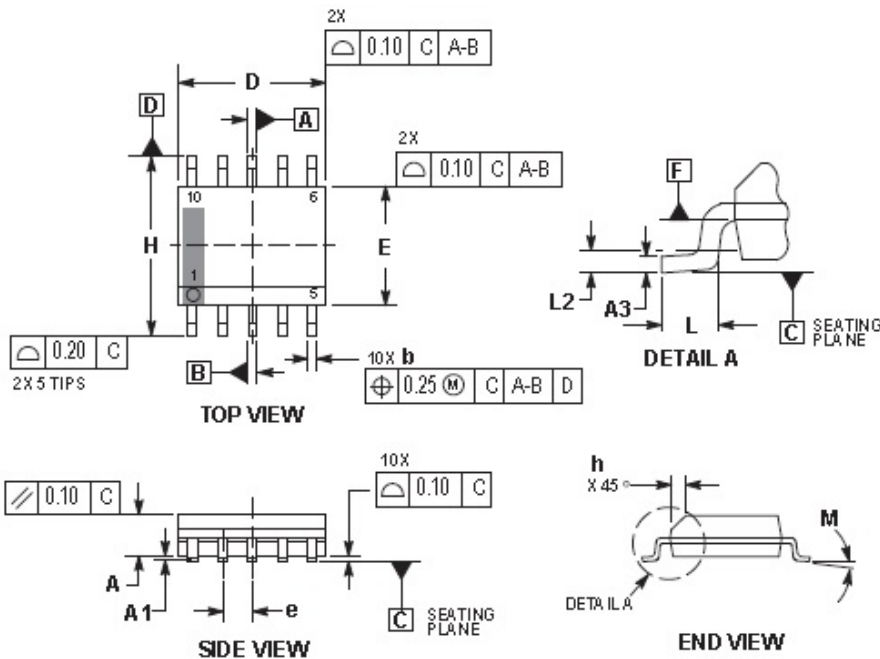 2X
⌓ 0.10 C A-B
D
D
A
2X
⌓ 0.10 C A-B
10 6
H
E
1
5
⌓ 0.20 C
2X 5 TIPS
B
10X b
⌖ 0.25 Ⓜ C A-B D
TOP VIEW
F
L2
A3
L
C SEATING PLANE
DETAIL A
⫽ 0.10 C
10X
⌓ 0.10 C
A
A1
e
C SEATING PLANE
SIDE VIEW
h
X 45°
M
DETAIL A
END VIEW